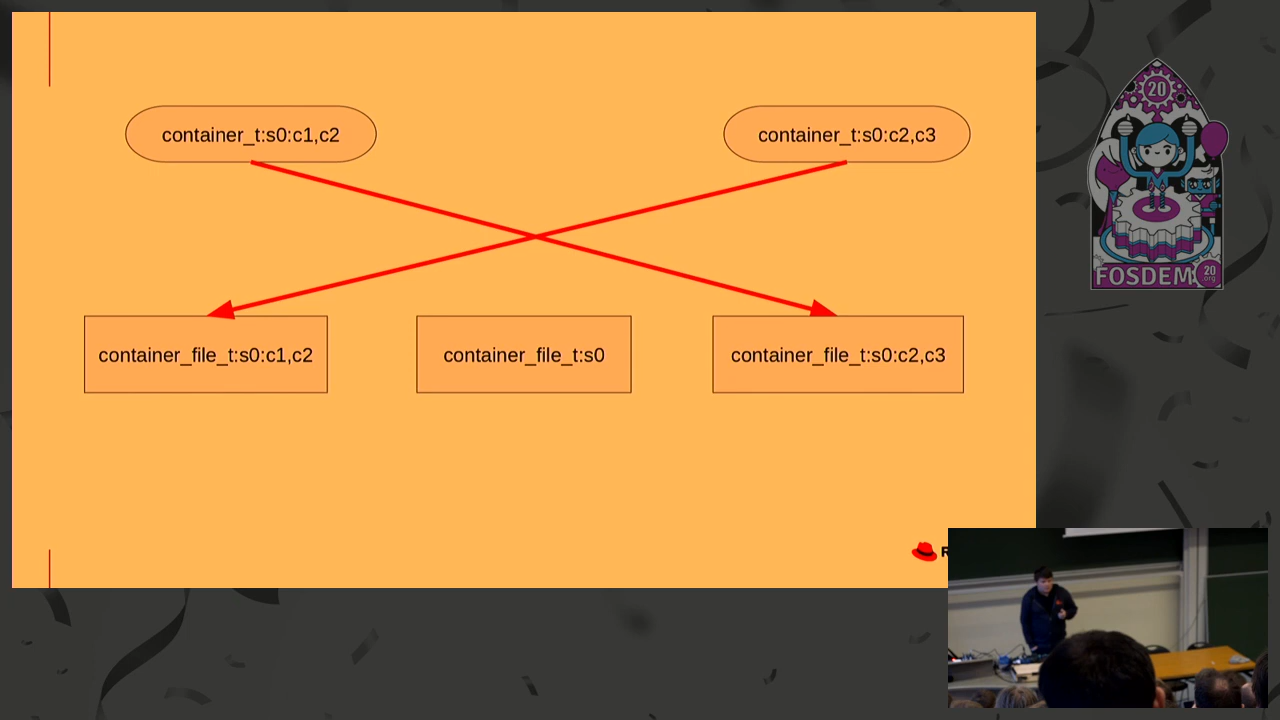 container_t:s0:c1,c2
container_t:s0:c2,c3
container_file_t:s0:c1,c2
container_file_t:s0
container_file_t:s0:c2,c3
R
20
FOSDEM
20
.org